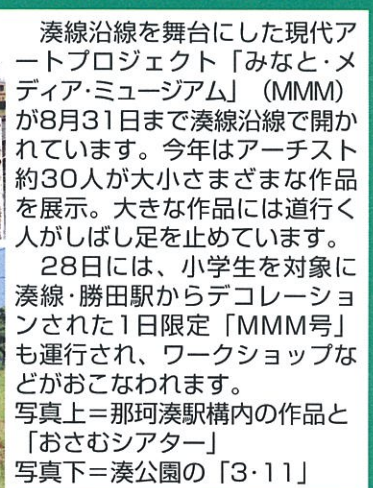 湊線沿線を舞台にした現代ア
ートプロジェクト「みなと・メ
ディア・ミュージアム」（MMM）
が8月31日まで湊線沿線で開か
れています。今年はアーチスト
約30人が大小さまざまな作品
を展示。大きな作品には道行く
人がしばし足を止めています。
　28日には、小学生を対象に
湊線・勝田駅からデコレーショ
ンされた1日限定「MMM号」
も運行され、ワークショップな
どがおこなわれます。
写真上＝那珂湊駅構内の作品と
「おさむシアター」
写真下＝湊公園の「3・11」